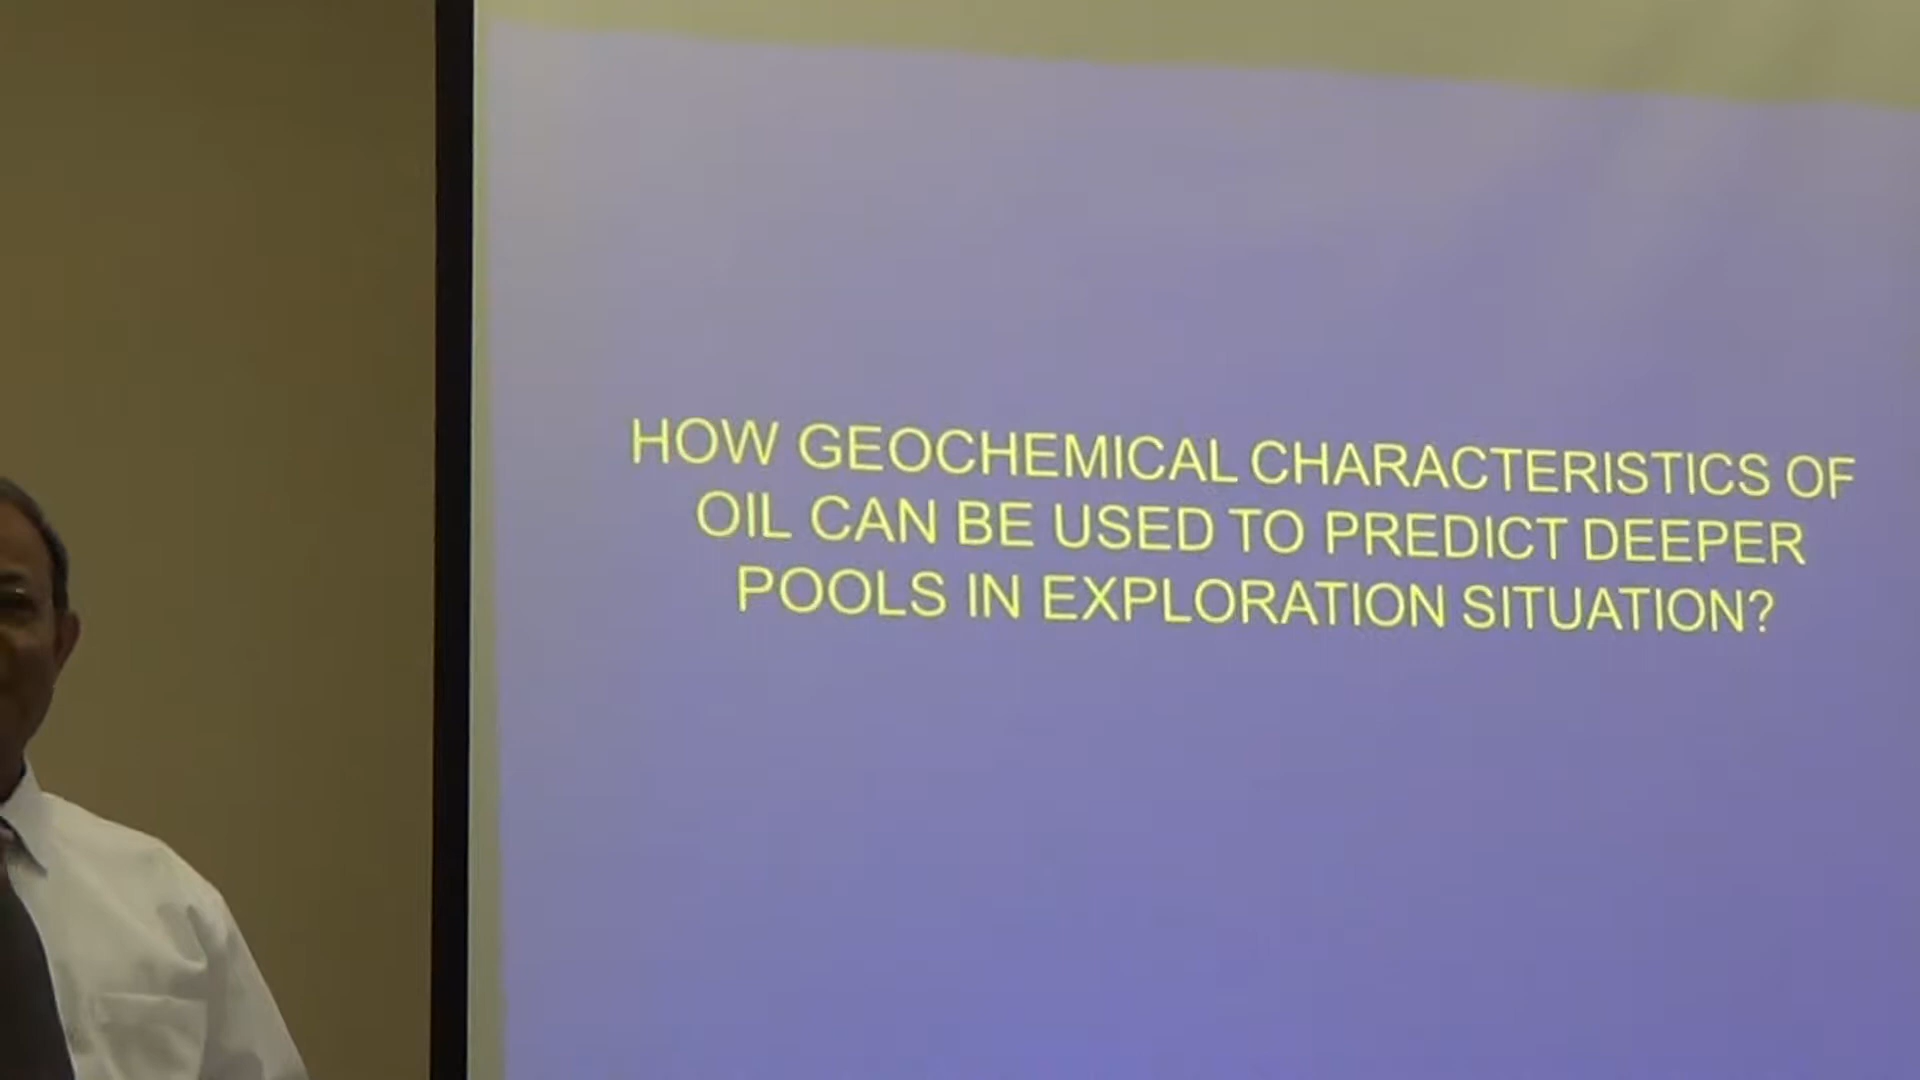 HOW GEOCHEMICAL CHARACTERISTICS OF
OIL CAN BE USED TO PREDICT DEEPER
POOLS IN EXPLORATION SITUATION?